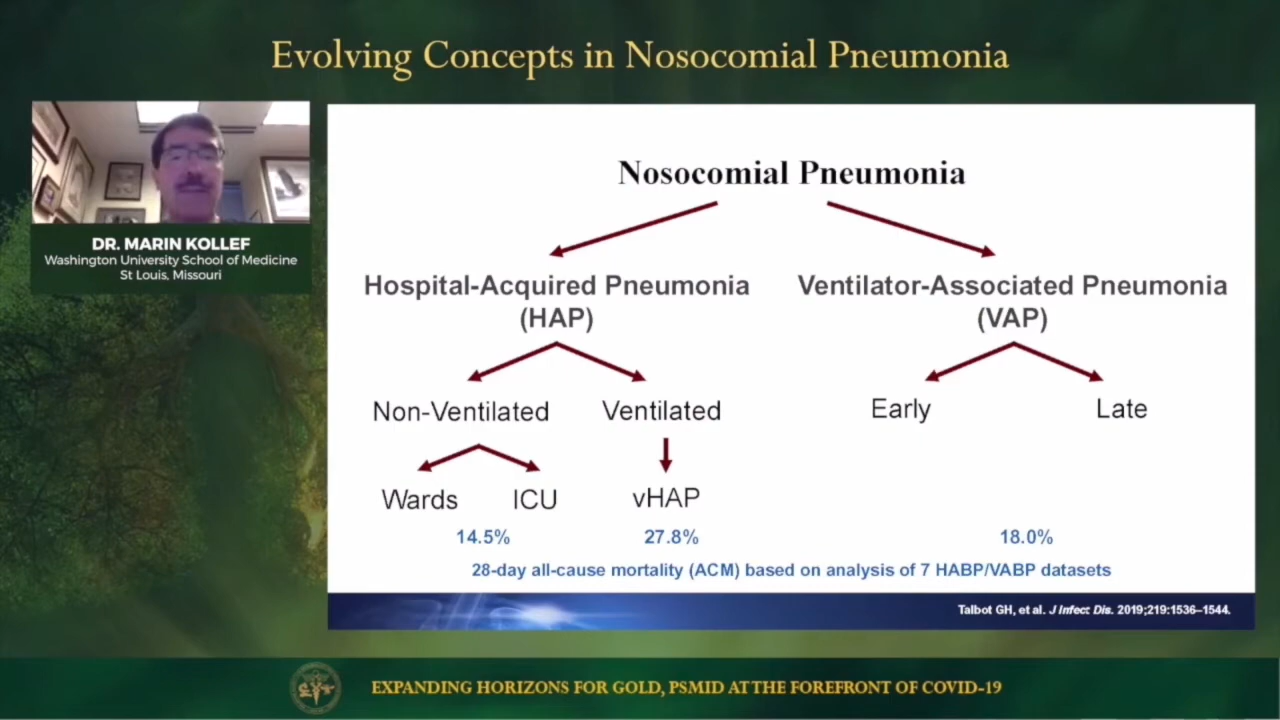 Evolving Concepts in Nosocomial Pneumonia
DR. MARIN KOLLEF
Washington University School of Medicine
St Louis, Missouri
Nosocomial Pneumonia
Hospital-Acquired Pneumonia
(HAP)
Ventilator-Associated Pneumonia
(VAP)
Non-Ventilated
Ventilated
Early
Late
Wards
ICU
vHAP
14.5%
27.8%
18.0%
28-day all-cause mortality (ACM) based on analysis of 7 HABP/VABP datasets
Talbot GH, et al. J Infect Dis. 2019;219:1536–1544.
EXPANDING HORIZONS FOR GOLD, PSMID AT THE FOREFRONT OF COVID-19